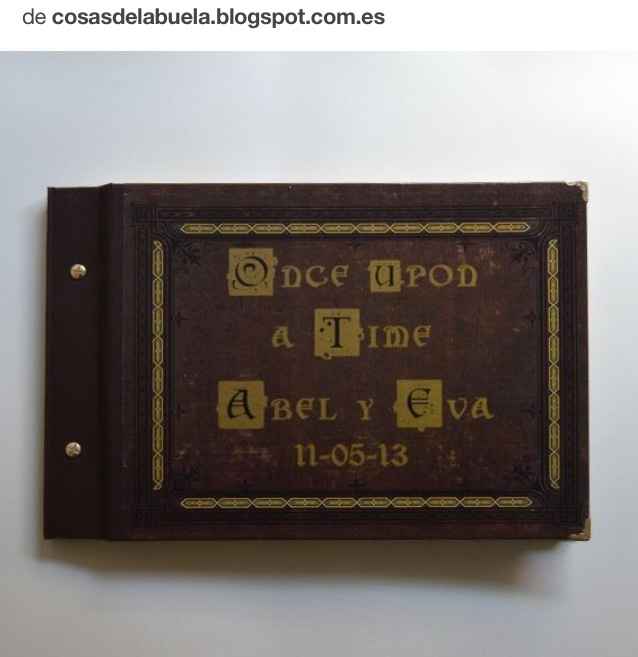 de cosasdelabuela.blogspot.com.es
Once Upon
a Time
Abel y Eva
11-05-13